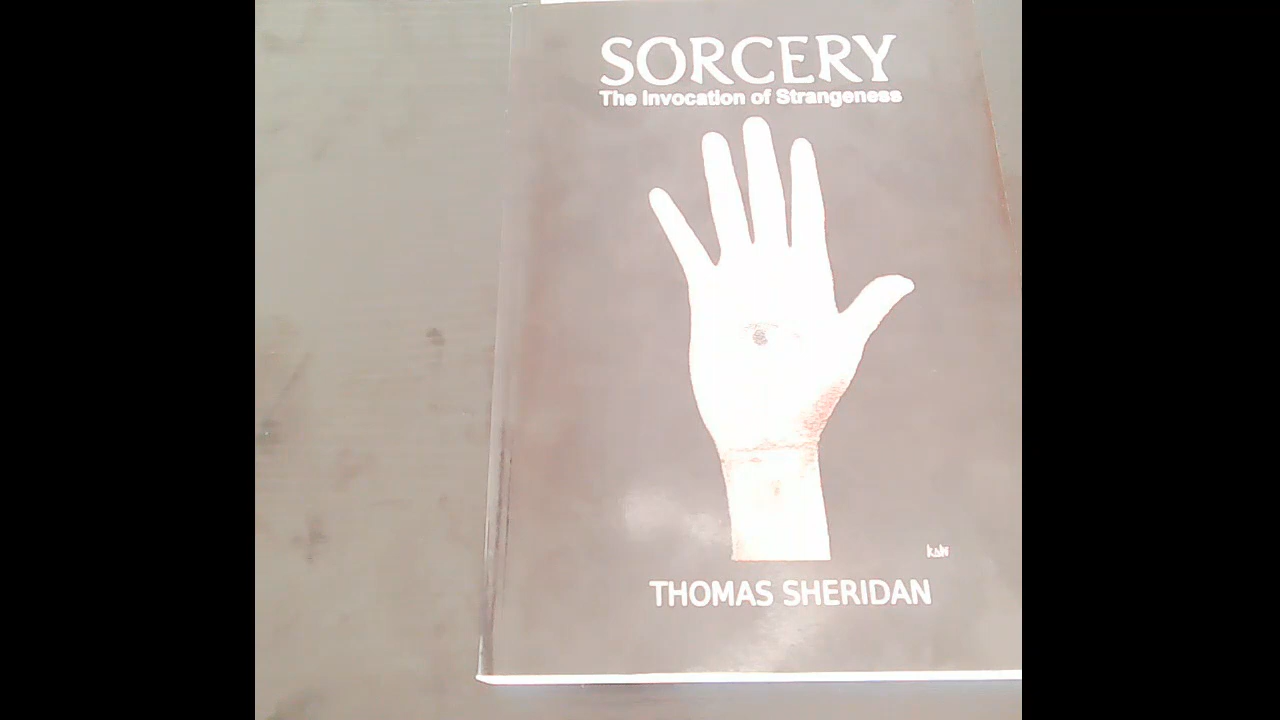 SORCERY
The Invocation of Strangeness
THOMAS SHERIDAN